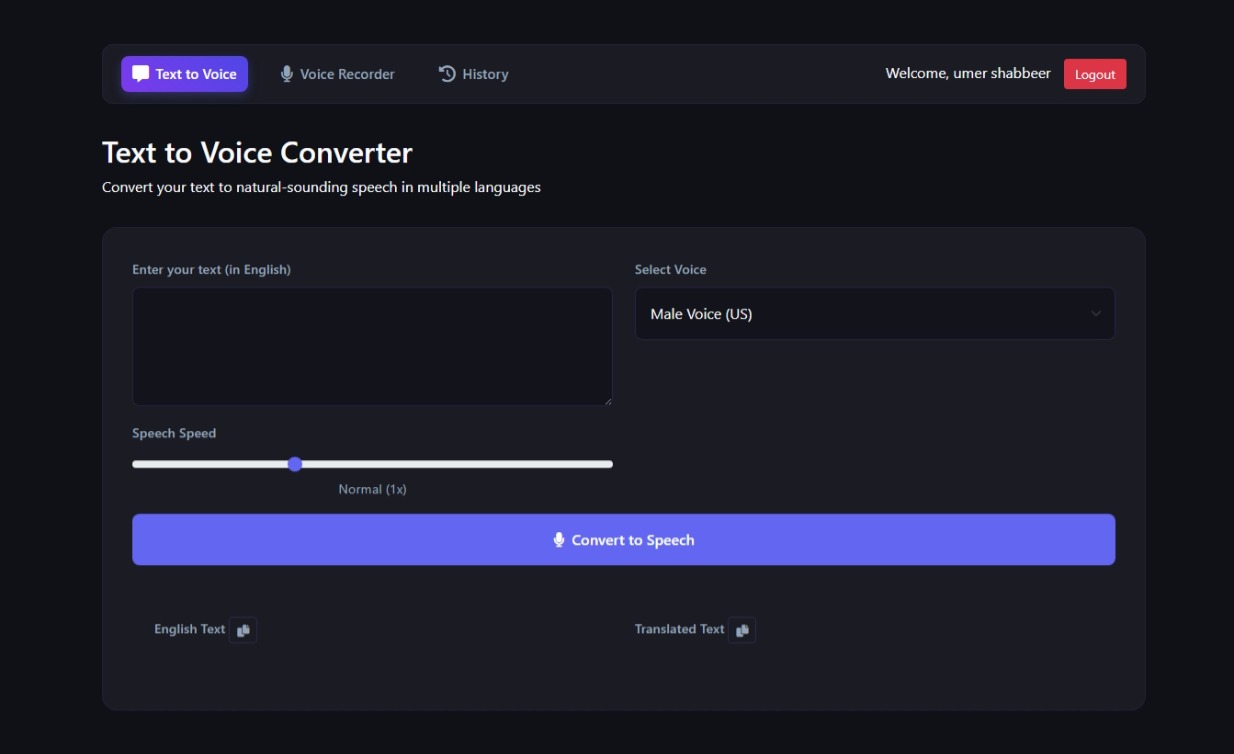 Text to Voice Voice Recorder History Welcome, umer shabbeer Logout
Text to Voice Converter
Convert your text to natural-sounding speech in multiple languages
Enter your text (in English) Select Voice
Male Voice (US)
Speech Speed
Normal (1x)
Convert to Speech
English Text Translated Text